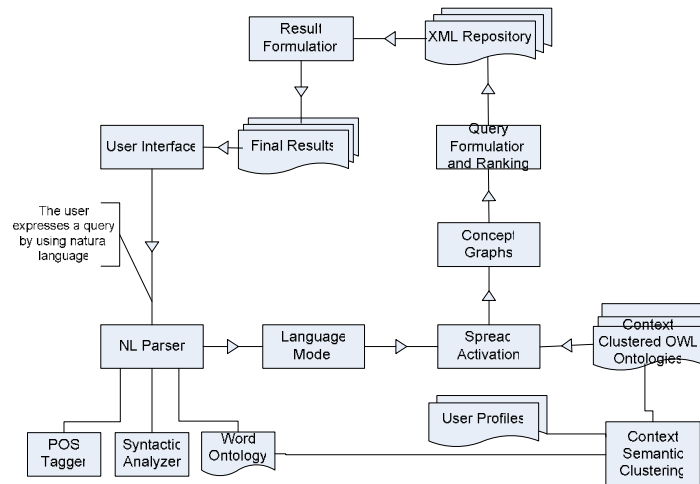 Result
Formulation
XML Repository
User Interface
Final Results
Query
Formulation
and Ranking
The user
expresses a query
by using natura
language
Concept
Graphs
NL Parser
Language
Mode
Spread
Activation
Context
Clustered OWL
Ontologies
User Profiles
POS
Tagger
Syntactic
Analyzer
Word
Ontology
Context
Semantic
Clustering